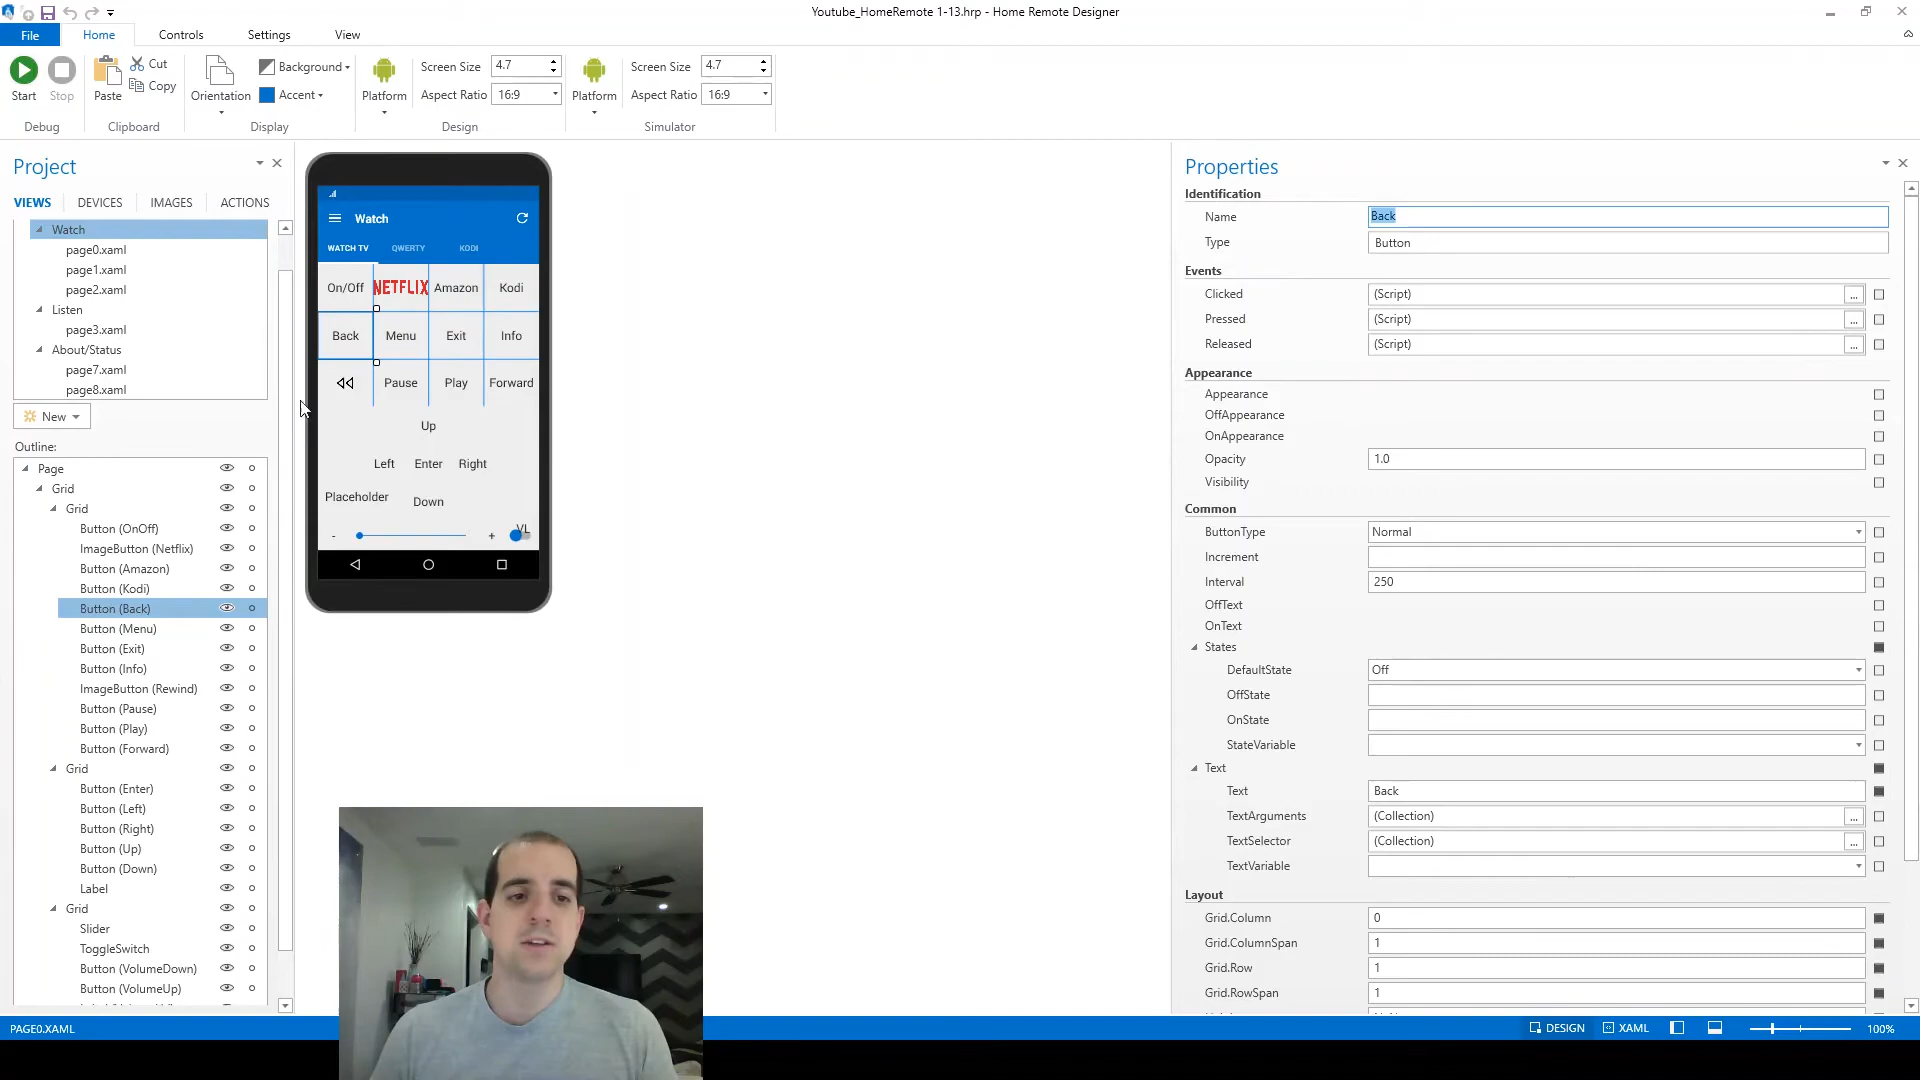 Youtube_HomeRemote 1-13.hrp - Home Remote Designer
File Home Controls Settings View
Start Stop Debug
Paste Cut Copy Clipboard
Orientation Background Accent Display
Platform Screen Size 4.7 Aspect Ratio 16:9 Design
Platform Screen Size 4.7 Aspect Ratio 16:9 Simulator
Project
VIEWS DEVICES IMAGES ACTIONS
Watch
page0.xaml
page1.xaml
page2.xaml
Listen
page3.xaml
About/Status
page7.xaml
page8.xaml
New
Outline:
Page
Grid
Grid
Button (OnOff)
ImageButton (Netflix)
Button (Amazon)
Button (Kodi)
Button (Back)
Button (Menu)
Button (Exit)
Button (Info)
ImageButton (Rewind)
Button (Pause)
Button (Play)
Button (Forward)
Grid
Button (Enter)
Button (Left)
Button (Right)
Button (Up)
Button (Down)
Label
Grid
Slider
ToggleSwitch
Button (VolumeDown)
Button (VolumeUp)
Watch
WATCH TV QWERTY KODI
On/Off NETFLIX Amazon Kodi
Back Menu Exit Info
Pause Play Forward
Up
Left Enter Right
Placeholder Down
- + VL
Properties
Identification
Name Back
Type Button
Events
Clicked (Script) ...
Pressed (Script) ...
Released (Script) ...
Appearance
Appearance
OffAppearance
OnAppearance
Opacity 1.0
Visibility
Common
ButtonType Normal
Increment
Interval 250
OffText
OnText
States
DefaultState Off
OffState
OnState
StateVariable
Text
Text Back
TextArguments (Collection) ...
TextSelector (Collection) ...
TextVariable
Layout
Grid.Column 0
Grid.ColumnSpan 1
Grid.Row 1
Grid.RowSpan 1
PAGE0.XAML DESIGN XAML 100%